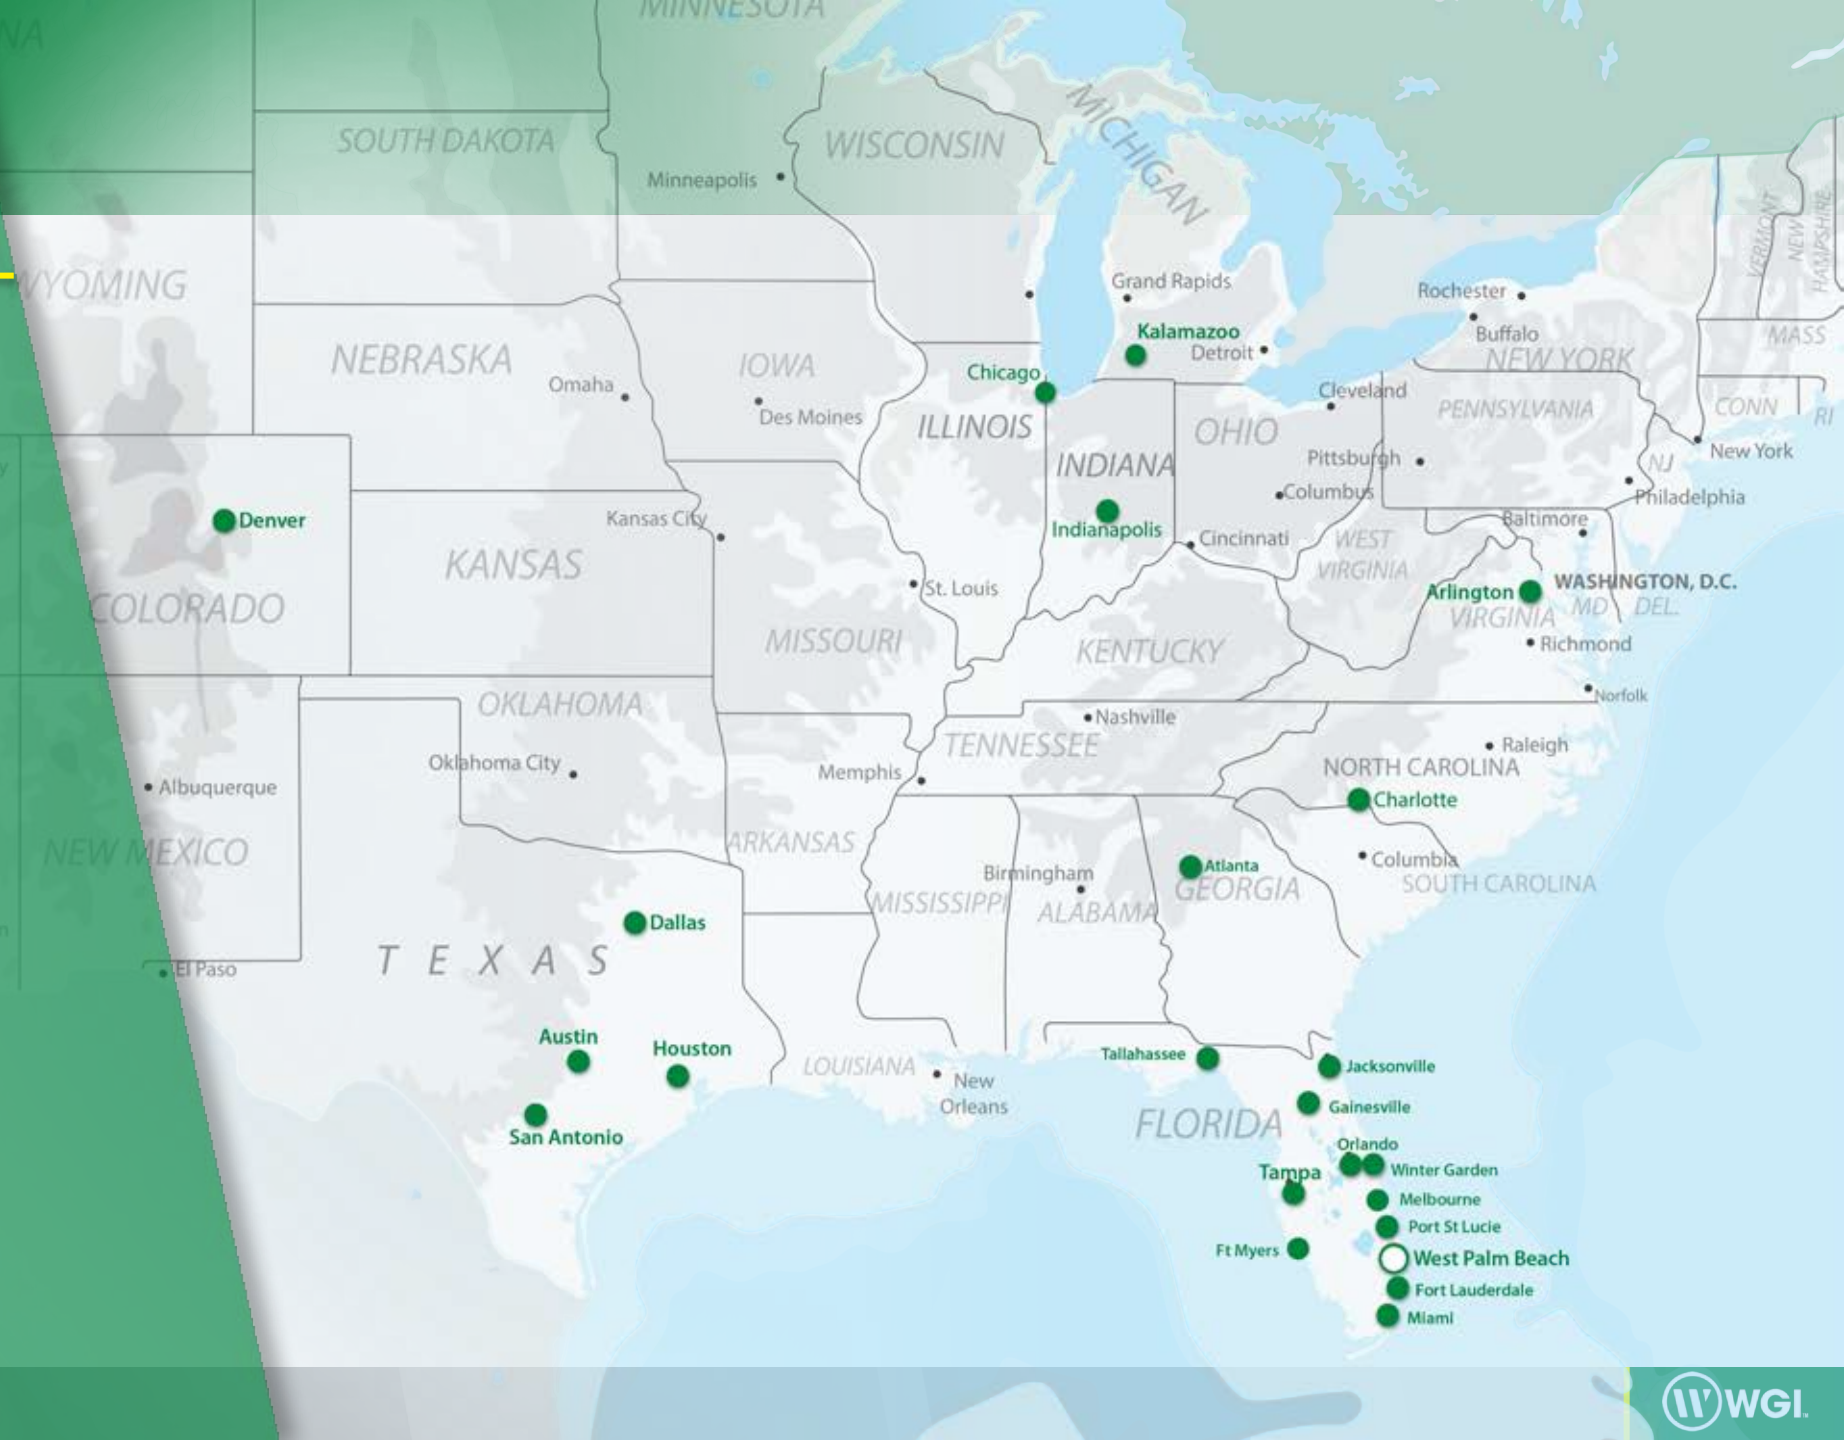 NA
MINNESOTA
SOUTH DAKOTA
WISCONSIN
MICHIGAN
Minneapolis
VERMONT
NEW
HAMPSHIRE
WYOMING
Grand Rapids
Rochester
Kalamazoo
Buffalo
MASS
NEBRASKA
IOWA
Detroit
NEW YORK
Chicago
Omaha
Cleveland
Des Moines
PENNSYLVANIA
CONN
RI
ILLINOIS
OHIO
INDIANA
Pittsburgh
NJ
New York
y
Columbus
Philadelphia
Denver
Kansas City
Indianapolis
Cincinnati
Baltimore
WEST
VIRGINIA
KANSAS
St. Louis
Arlington
WASHINGTON, D.C.
COLORADO
VIRGINIA
MD
DEL.
MISSOURI
KENTUCKY
Richmond
Norfolk
OKLAHOMA
Nashville
TENNESSEE
Raleigh
Oklahoma City
Memphis
NORTH CAROLINA
Albuquerque
Charlotte
NEW MEXICO
ARKANSAS
Birmingham
Atlanta
Columbia
MISSISSIPPI
ALABAMA
GEORGIA
SOUTH CAROLINA
Dallas
n
TEXAS
El Paso
Austin
Houston
Tallahassee
Jacksonville
LOUISIANA
New
Orleans
Gainesville
FLORIDA
San Antonio
Orlando
Tampa
Winter Garden
Melbourne
Port St Lucie
Ft Myers
West Palm Beach
Fort Lauderdale
Miami
WGI